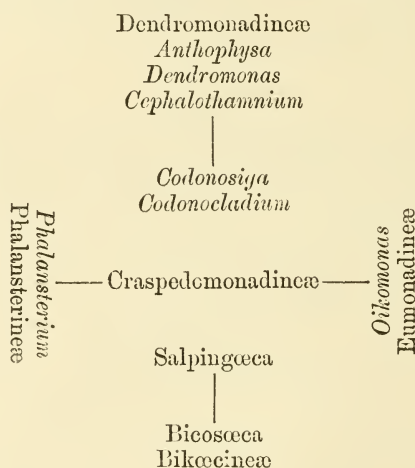 Dendromonadineæ
Anthophysa
Dendromonas
Cephalothamnium
Codonosiga
Codonocladium
Phalansterium
Phalansterineæ
Craspedomonadineæ
Oikomonas
Eumonadineæ
Salpingœca
Bicosœca
Bikœcineæ